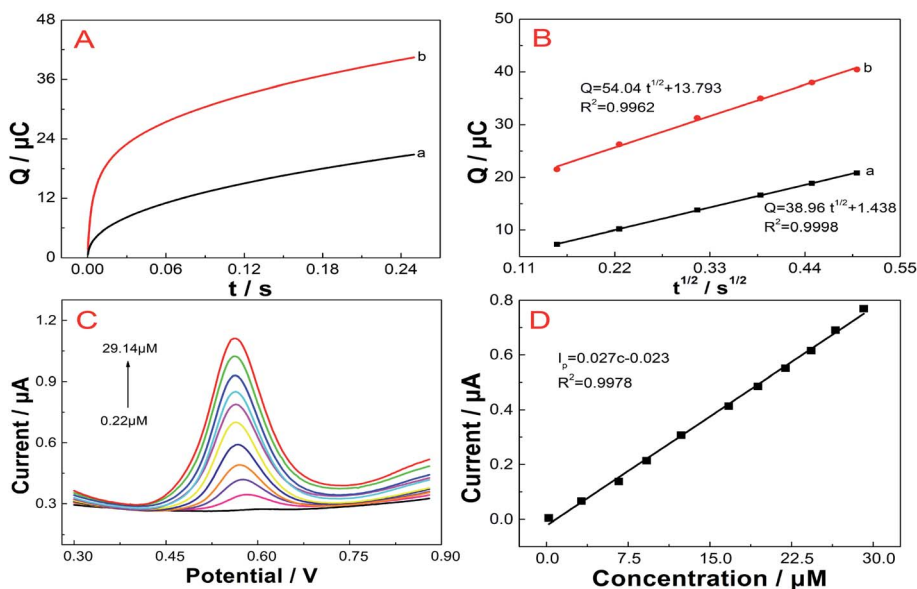 A
48
36
24
12
0
Q / µC
b
a
0.00
0.06
0.12
0.18
0.24
t / s
B
50
40
30
20
10
Q / µC
Q=54.04 t^1/2+13.793
R²=0.9962
b
a
Q=38.96 t^1/2+1.438
R²=0.9998
0.11
0.22
0.33
0.44
0.55
t^1/2 / s^1/2
C
1.2
0.9
0.6
0.3
Current / µA
29.14µM
0.22µM
0.30
0.45
0.60
0.75
0.90
Potential / V
D
0.8
0.6
0.4
0.2
0.0
Current / µA
Iₚ=0.027c-0.023
R²=0.9978
0.0
7.5
15.0
22.5
30.0
Concentration / µM